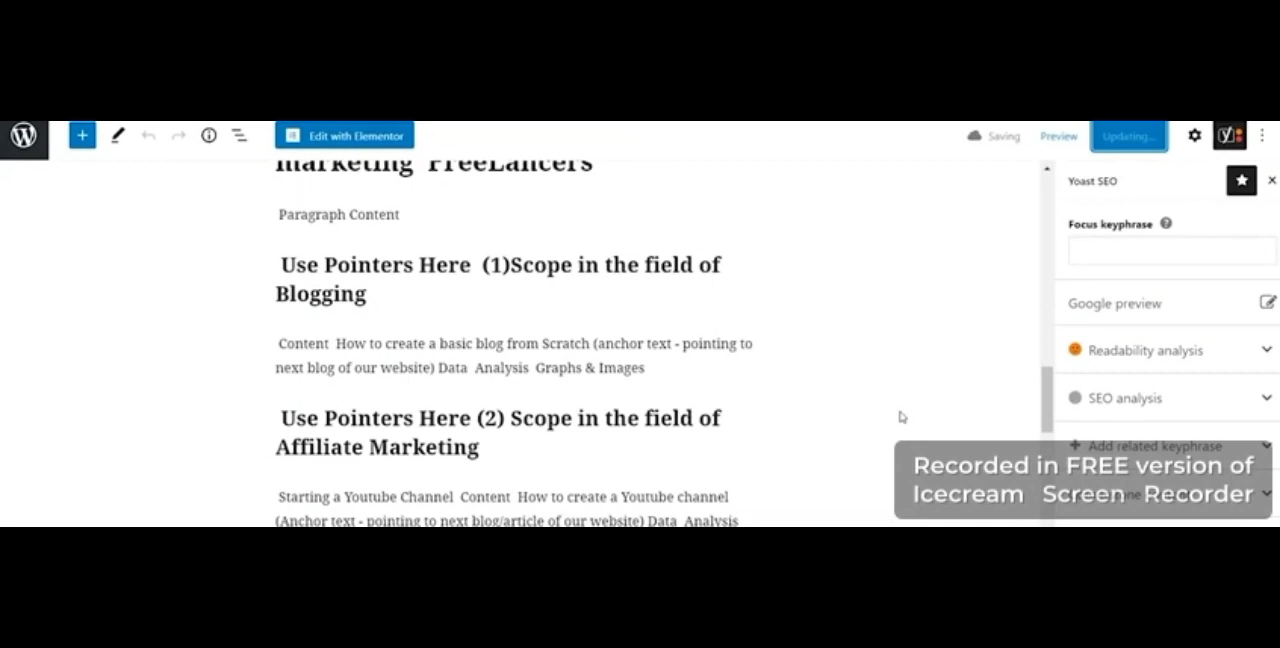 Edit with Elementor
Saving
Preview
Updating...
marketing FreeLancers
Paragraph Content
Use Pointers Here (1)Scope in the field of
Blogging
Content How to create a basic blog from Scratch (anchor text - pointing to
next blog of our website) Data Analysis Graphs & Images
Use Pointers Here (2) Scope in the field of
Affiliate Marketing
Starting a Youtube Channel Content How to create a Youtube channel
(Anchor text - pointing to next blog/article of our website) Data Analysis
Yoast SEO
Focus keyphrase
Google preview
Readability analysis
SEO analysis
Add related keyphrase
Recorded in FREE version of
Icecream Screen Recorder